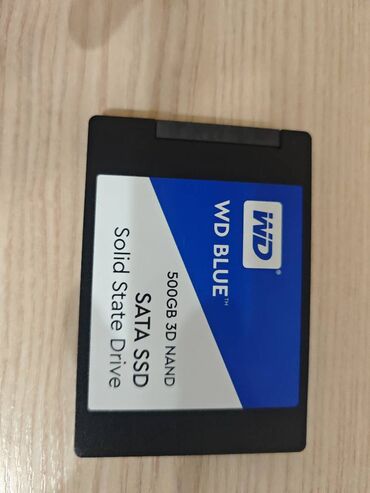 WD®
WD BLUE™
500GB 3D NAND
SATA SSD
Solid State Drive